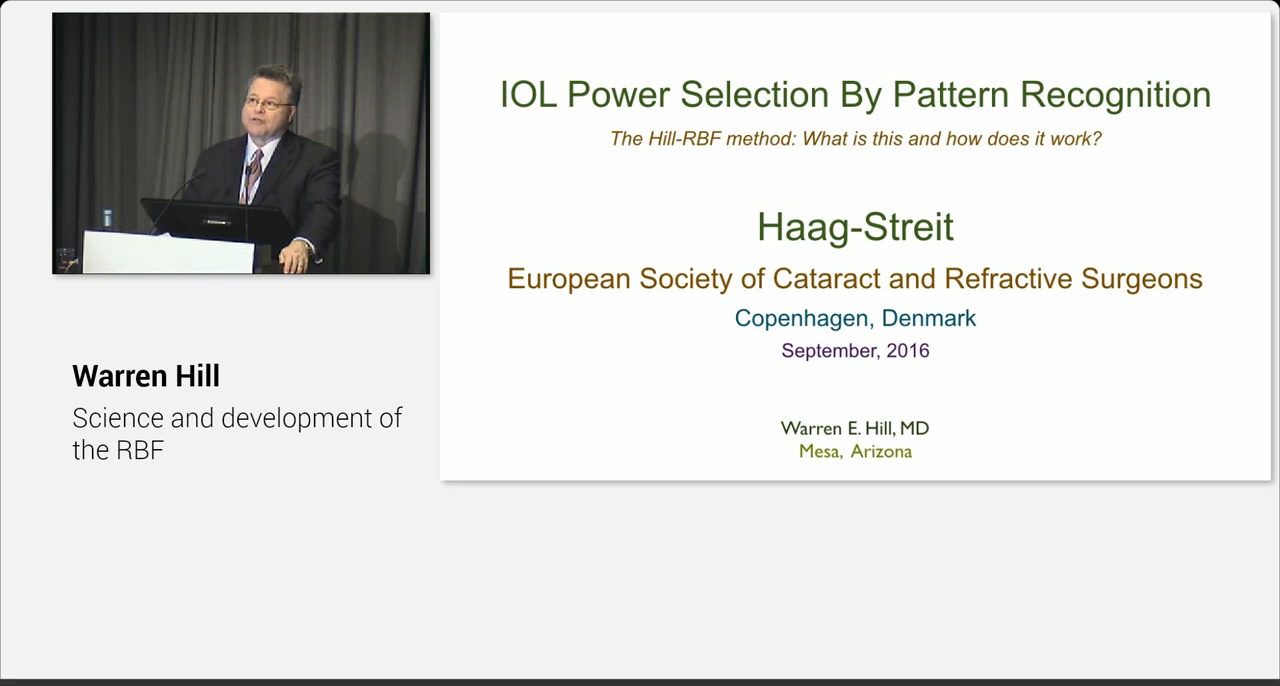 Warren Hill
Science and development of
the RBF
IOL Power Selection By Pattern Recognition
The Hill-RBF method: What is this and how does it work?
Haag-Streit
European Society of Cataract and Refractive Surgeons
Copenhagen, Denmark
September, 2016
Warren E. Hill, MD
Mesa, Arizona